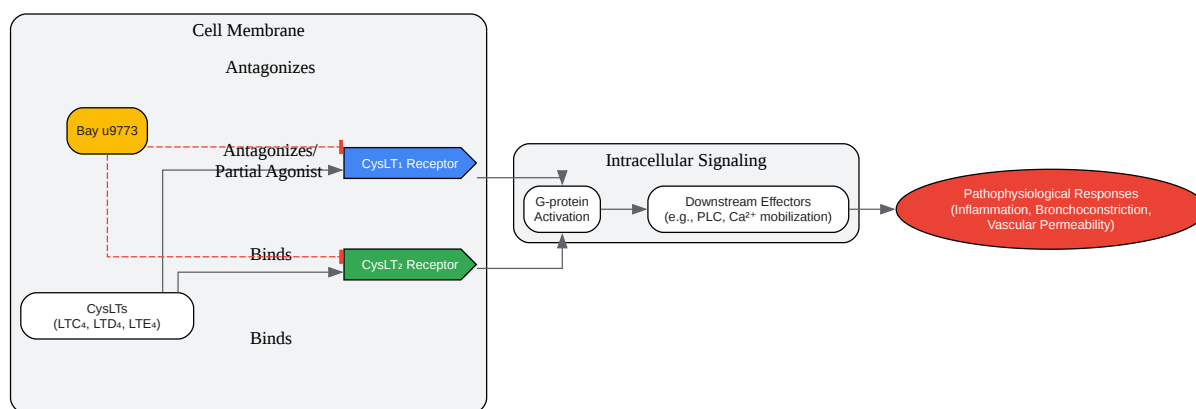 Cell Membrane
Antagonizes
Bay u9773
Antagonizes/
Partial Agonist
CysLT₁ Receptor
Binds
CysLT₂ Receptor
CysLTs
(LTC₄, LTD₄, LTE₄)
Binds
Intracellular Signaling
G-protein
Activation
Downstream Effectors
(e.g., PLC, Ca²⁺ mobilization)
Pathophysiological Responses
(Inflammation, Bronchoconstriction,
Vascular Permeability)